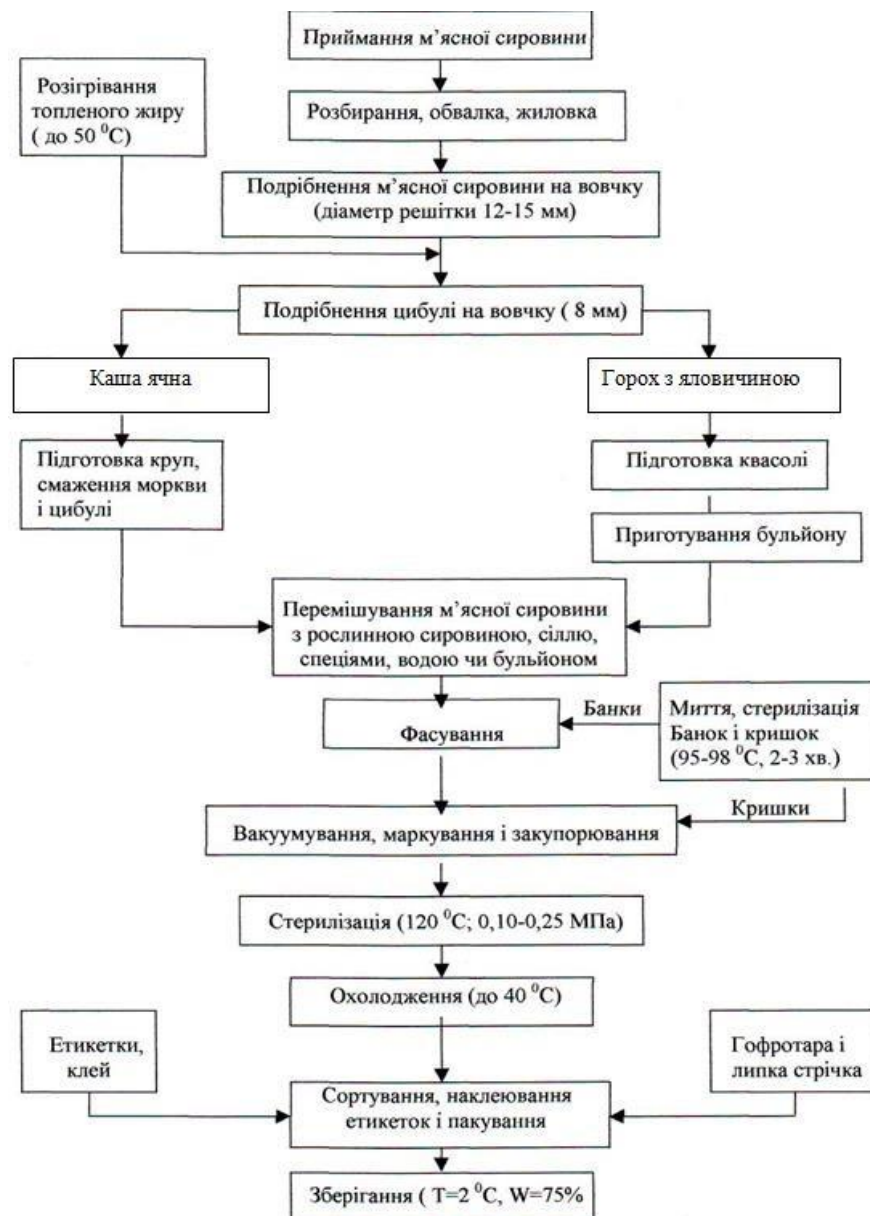 Приймання м’ясної сировини
Розігрівання
топленого жиру
( до 50 ⁰С)
Розбирання, обвалка, жиловка
Подрібнення м’ясної сировини на вовчку
(діаметр решітки 12-15 мм)
Подрібнення цибулі на вовчку ( 8 мм)
Каша ячна
Горох з яловичиною
Підготовка круп,
смаження моркви
і цибулі
Підготовка квасолі
Приготування бульйону
Перемішування м’ясної сировини
з рослинною сировиною, сіллю,
спеціями, водою чи бульйоном
Фасування
Банки
Миття, стерилізація
Банок і кришок
(95-98 ⁰С, 2-3 хв.)
Кришки
Вакуумування, маркування і закупорювання
Стерилізація (120 ⁰С; 0,10-0,25 МПа)
Охолодження (до 40 ⁰С)
Етикетки,
клей
Гофротара і
липка стрічка
Сортування, наклеювання
етикеток і пакування
Зберігання ( Т=2 ⁰С, W=75%